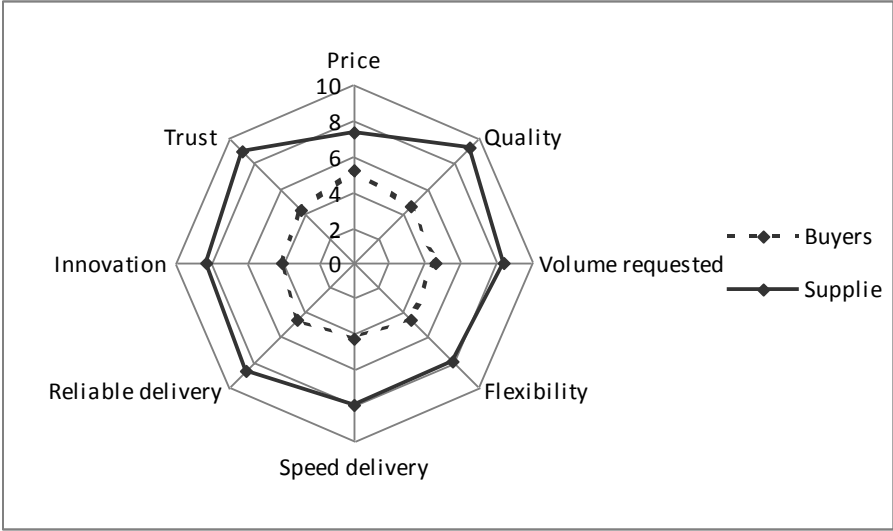 Price
10
8
6
4
2
0
Trust
Quality
Innovation
Volume requested
Reliable delivery
Flexibility
Speed delivery
Buyers
Supplie